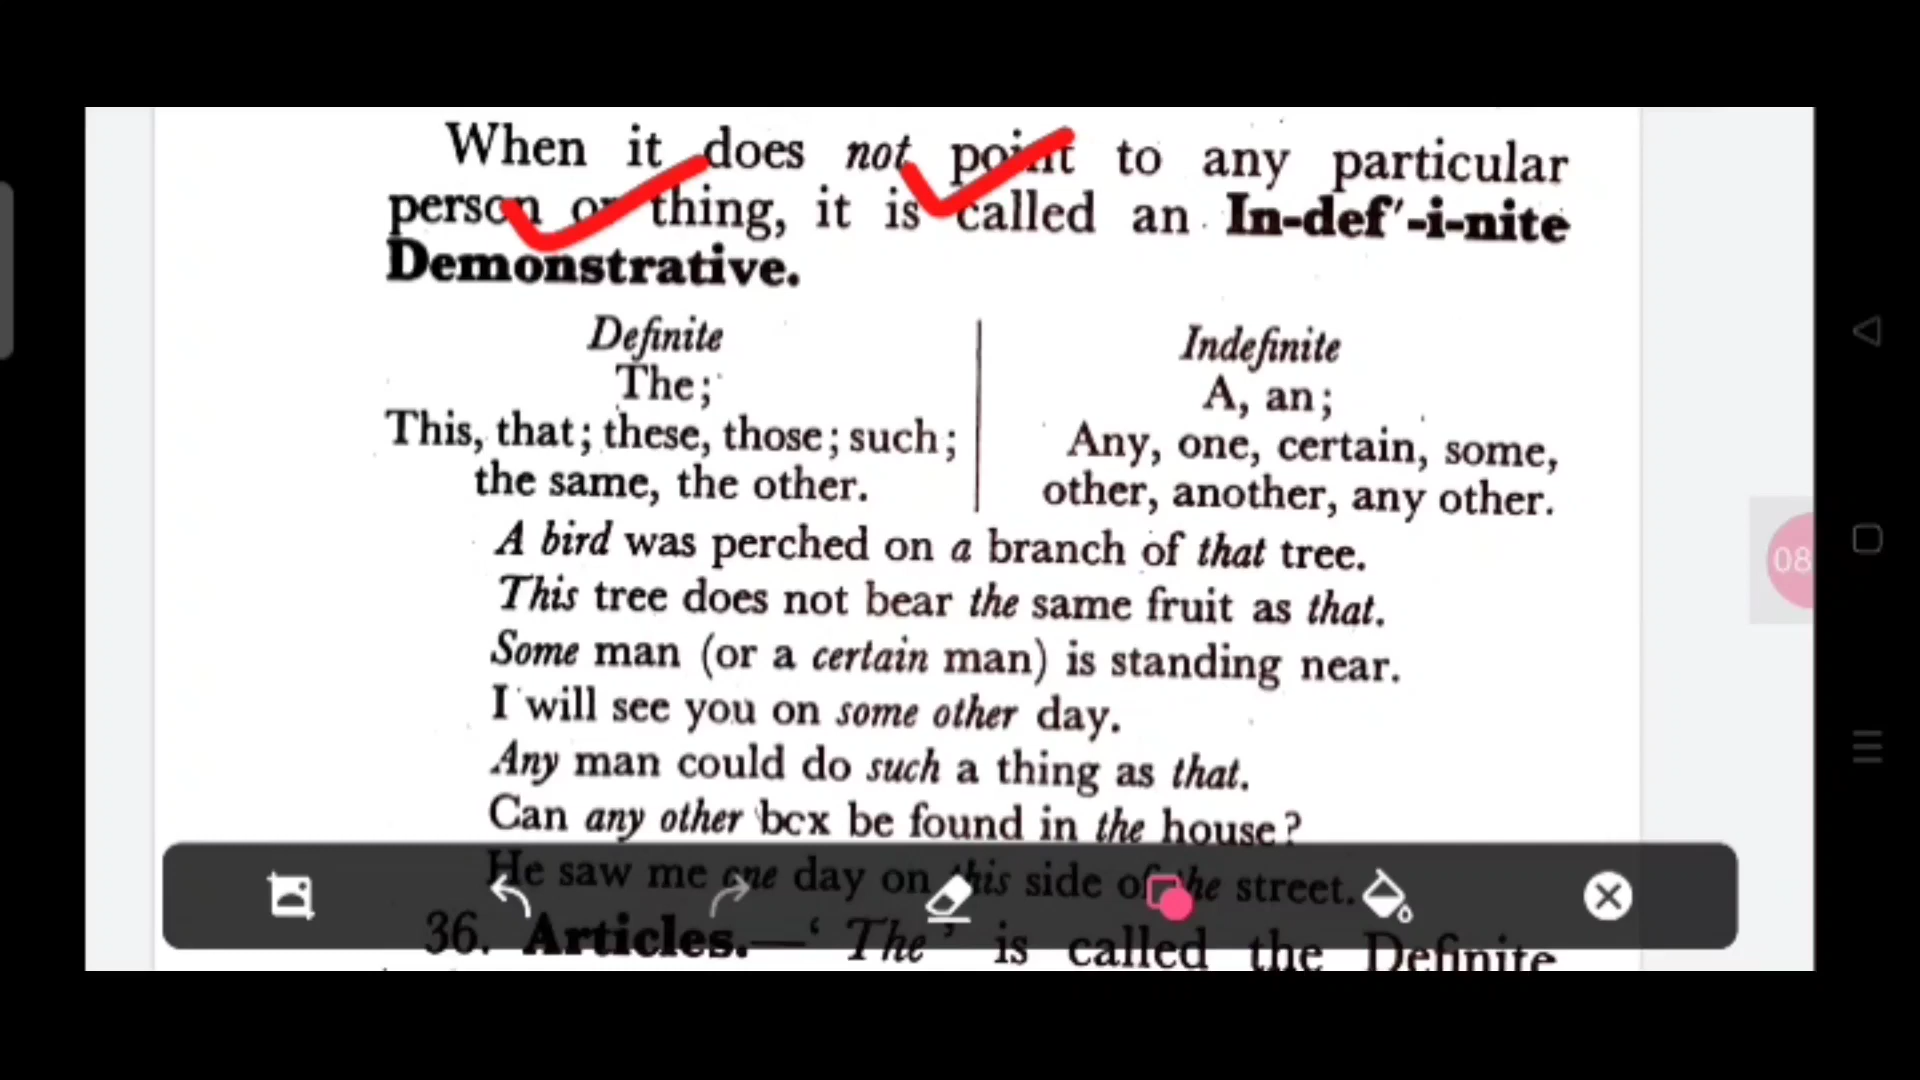 When it does not point to any particular
person or thing, it is called an In-def′-i-nite
Demonstrative.
Definite
The;
This, that; these, those; such;
the same, the other.
Indefinite
A, an;
Any, one, certain, some,
other, another, any other.
A bird was perched on a branch of that tree.
This tree does not bear the same fruit as that.
Some man (or a certain man) is standing near.
I will see you on some other day.
Any man could do such a thing as that.
Can any other bcx be found in the house?
He saw me one day on this side of the street.
36. Articles.—‘ The ’ is called the Definite
08